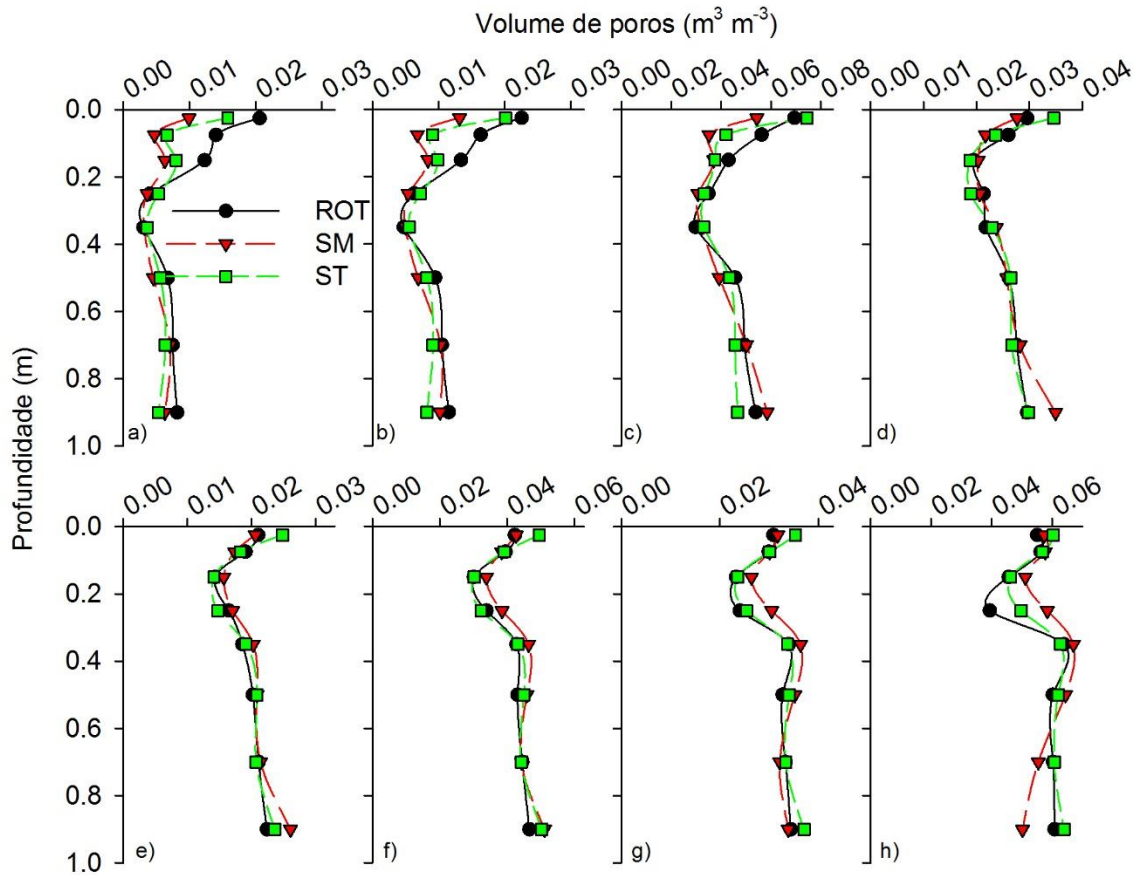 Volume de poros (m³ m⁻³)
0.00 0.01 0.02 0.03 0.00 0.01 0.02 0.03 0.00 0.02 0.04 0.06 0.08 0.00 0.01 0.02 0.03 0.04
0.0
0.2
ROT
0.4
SM
ST
0.6
0.8
a) b) c) d)
1.0
Profundidade (m)
0.00 0.01 0.02 0.03 0.00 0.02 0.04 0.06 0.00 0.02 0.04 0.00 0.02 0.04 0.06
0.0
0.2
0.4
0.6
0.8
e) f) g) h)
1.0